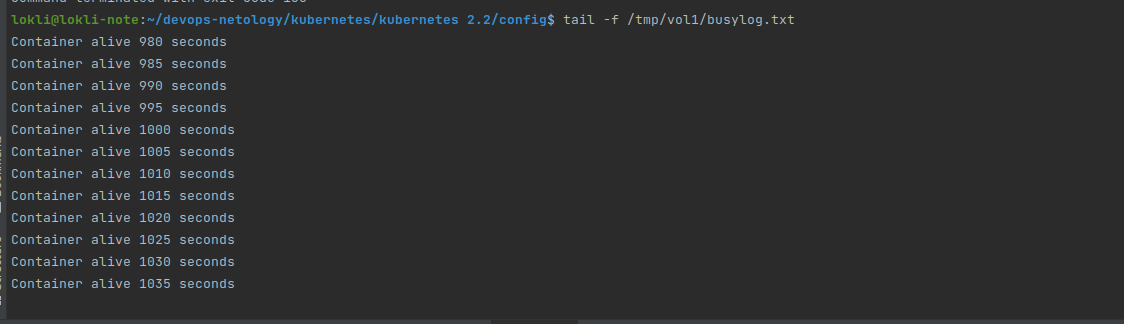 lokli@lokli-note:~/devops-netology/kubernetes/kubernetes 2.2/config$ tail -f /tmp/vol1/busylog.txt
Container alive 980 seconds
Container alive 985 seconds
Container alive 990 seconds
Container alive 995 seconds
Container alive 1000 seconds
Container alive 1005 seconds
Container alive 1010 seconds
Container alive 1015 seconds
Container alive 1020 seconds
Container alive 1025 seconds
Container alive 1030 seconds
Container alive 1035 seconds